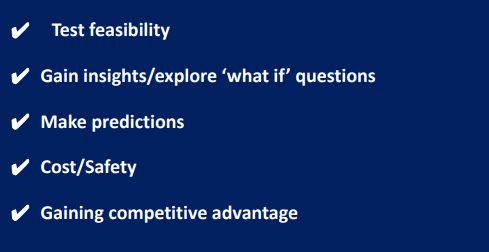 ✔ Test feasibility
✔ Gain insights/explore ‘what if’ questions
✔ Make predictions
✔ Cost/Safety
✔ Gaining competitive advantage